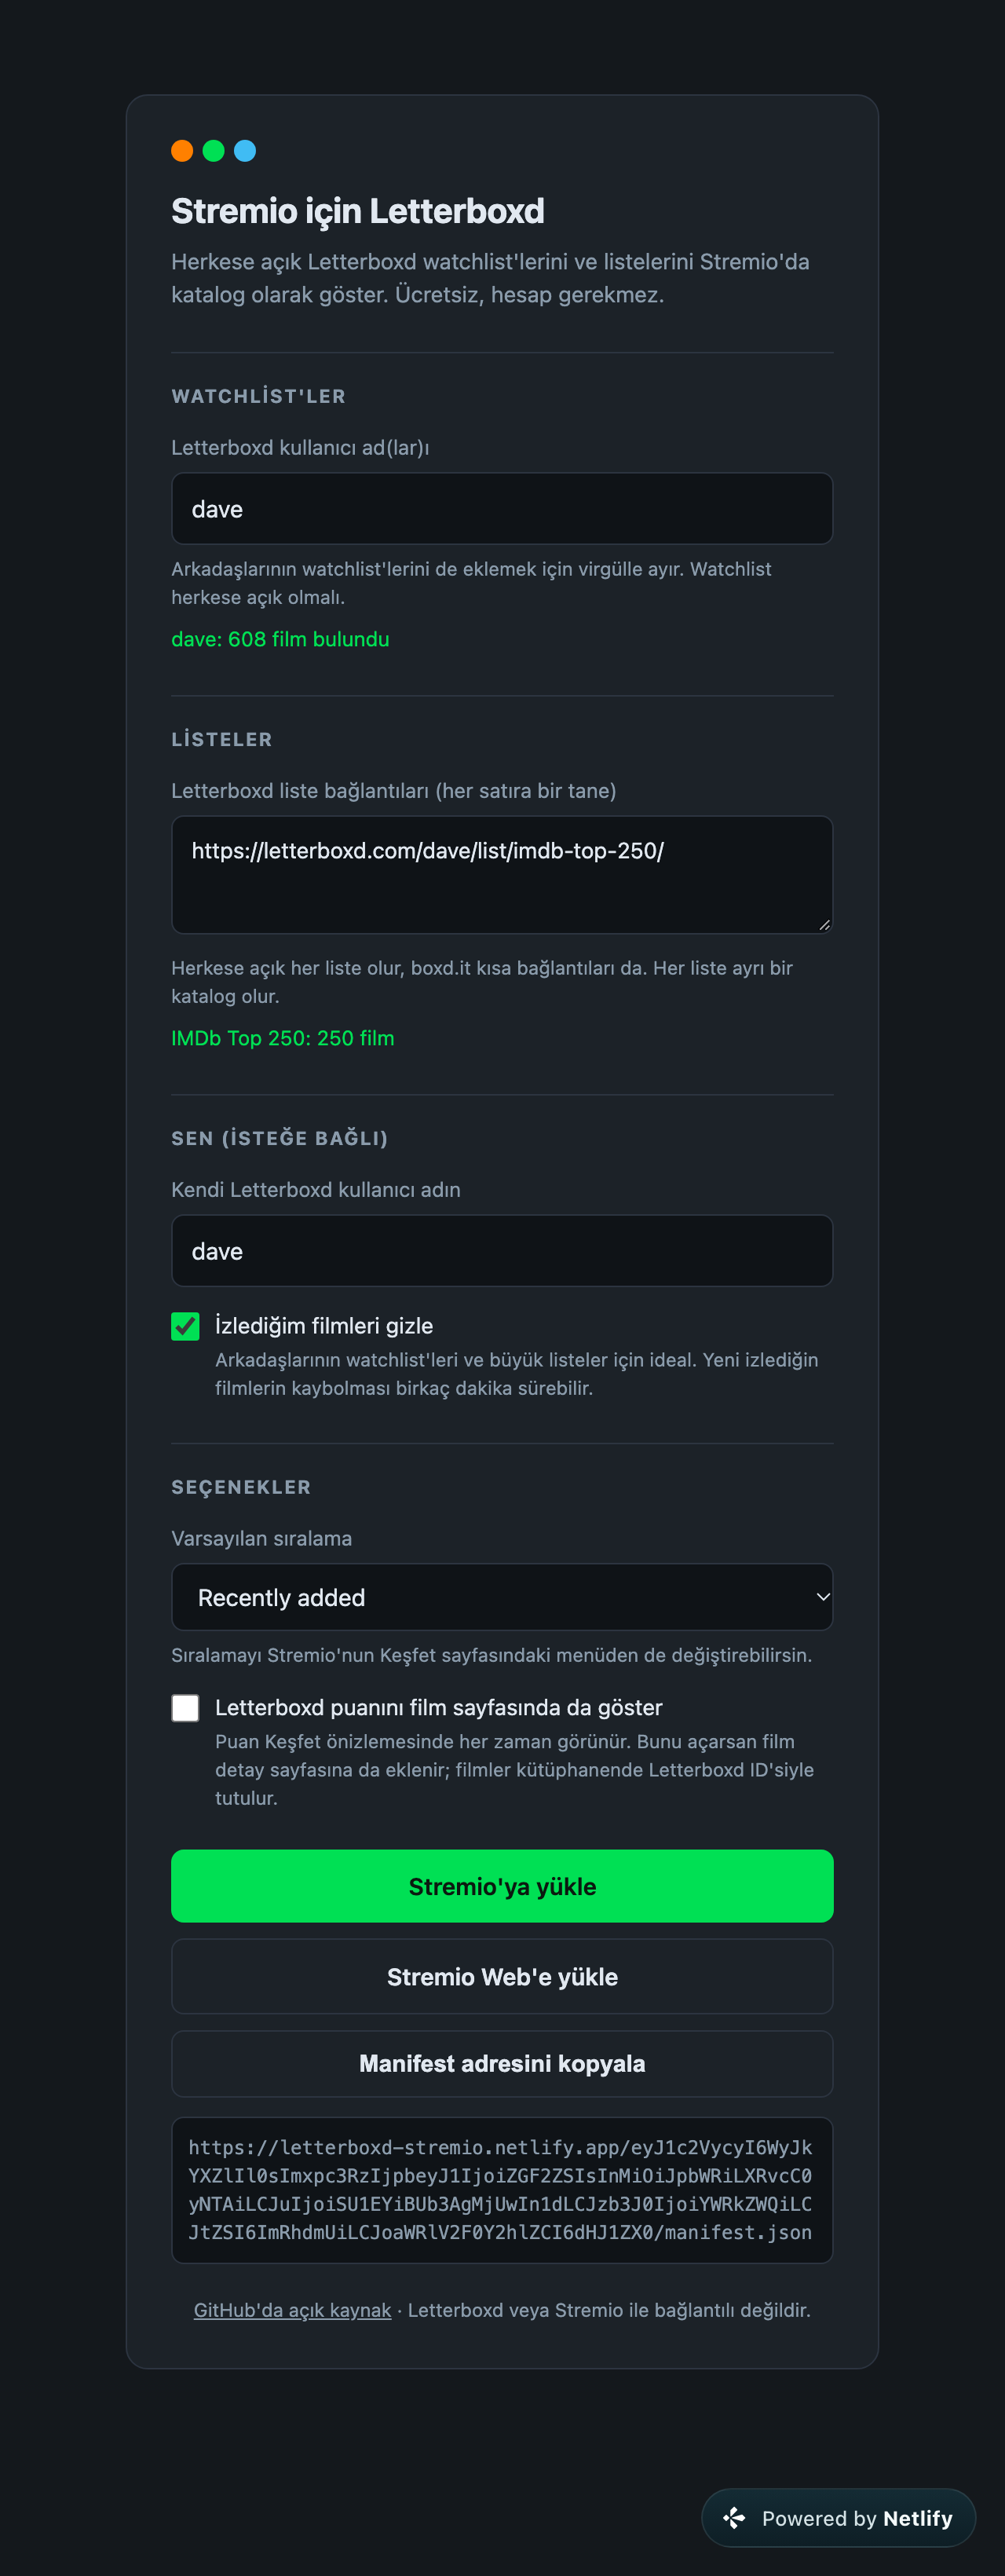 Stremio için Letterboxd
Herkese açık Letterboxd watchlist'lerini ve listelerini Stremio'da
katalog olarak göster. Ücretsiz, hesap gerekmez.
WATCHLİST'LER
Letterboxd kullanıcı ad(lar)ı
dave
Arkadaşlarının watchlist'lerini de eklemek için virgülle ayır. Watchlist
herkese açık olmalı.
dave: 608 film bulundu
LİSTELER
Letterboxd liste bağlantıları (her satıra bir tane)
https://letterboxd.com/dave/list/imdb-top-250/
Herkese açık her liste olur, boxd.it kısa bağlantıları da. Her liste ayrı bir
katalog olur.
IMDb Top 250: 250 film
SEN (İSTEĞE BAĞLI)
Kendi Letterboxd kullanıcı adın
dave
İzlediğim filmleri gizle
Arkadaşlarının watchlist'leri ve büyük listeler için ideal. Yeni izlediğin
filmlerin kaybolması birkaç dakika sürebilir.
SEÇENEKLER
Varsayılan sıralama
Recently added
Sıralamayı Stremio'nun Keşfet sayfasındaki menüden de değiştirebilirsin.
Letterboxd puanını film sayfasında da göster
Puan Keşfet önizlemesinde her zaman görünür. Bunu açarsan film
detay sayfasına da eklenir; filmler kütüphanende Letterboxd ID'siyle
tutulur.
Stremio'ya yükle
Stremio Web'e yükle
Manifest adresini kopyala
https://letterboxd-stremio.netlify.app/eyJ1c2VycyI6WyJk
YXZlIl0sImxpc3RzIjpbeyJ1IjoiZGF2ZSIsInMiOiJpbWRiLXRvcC0
yNTAiLCJuIjoiSU1EYiBUb3AgMjUwIn1dLCJzb3J0IjoiYWRkZWQiLC
JtZSI6ImRhdmUiLCJoaWRlV2F0Y2hlZCI6dHJ1ZX0/manifest.json
GitHub'da açık kaynak · Letterboxd veya Stremio ile bağlantılı değildir.
Powered by Netlify